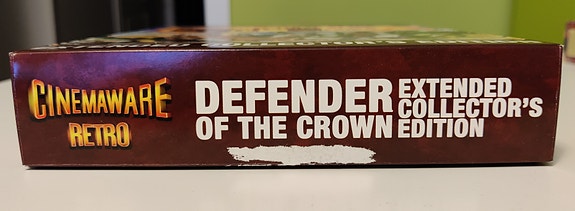 CINEMAWARE
RETRO
DEFENDER
OF THE CROWN
EXTENDED
COLLECTOR'S
EDITION